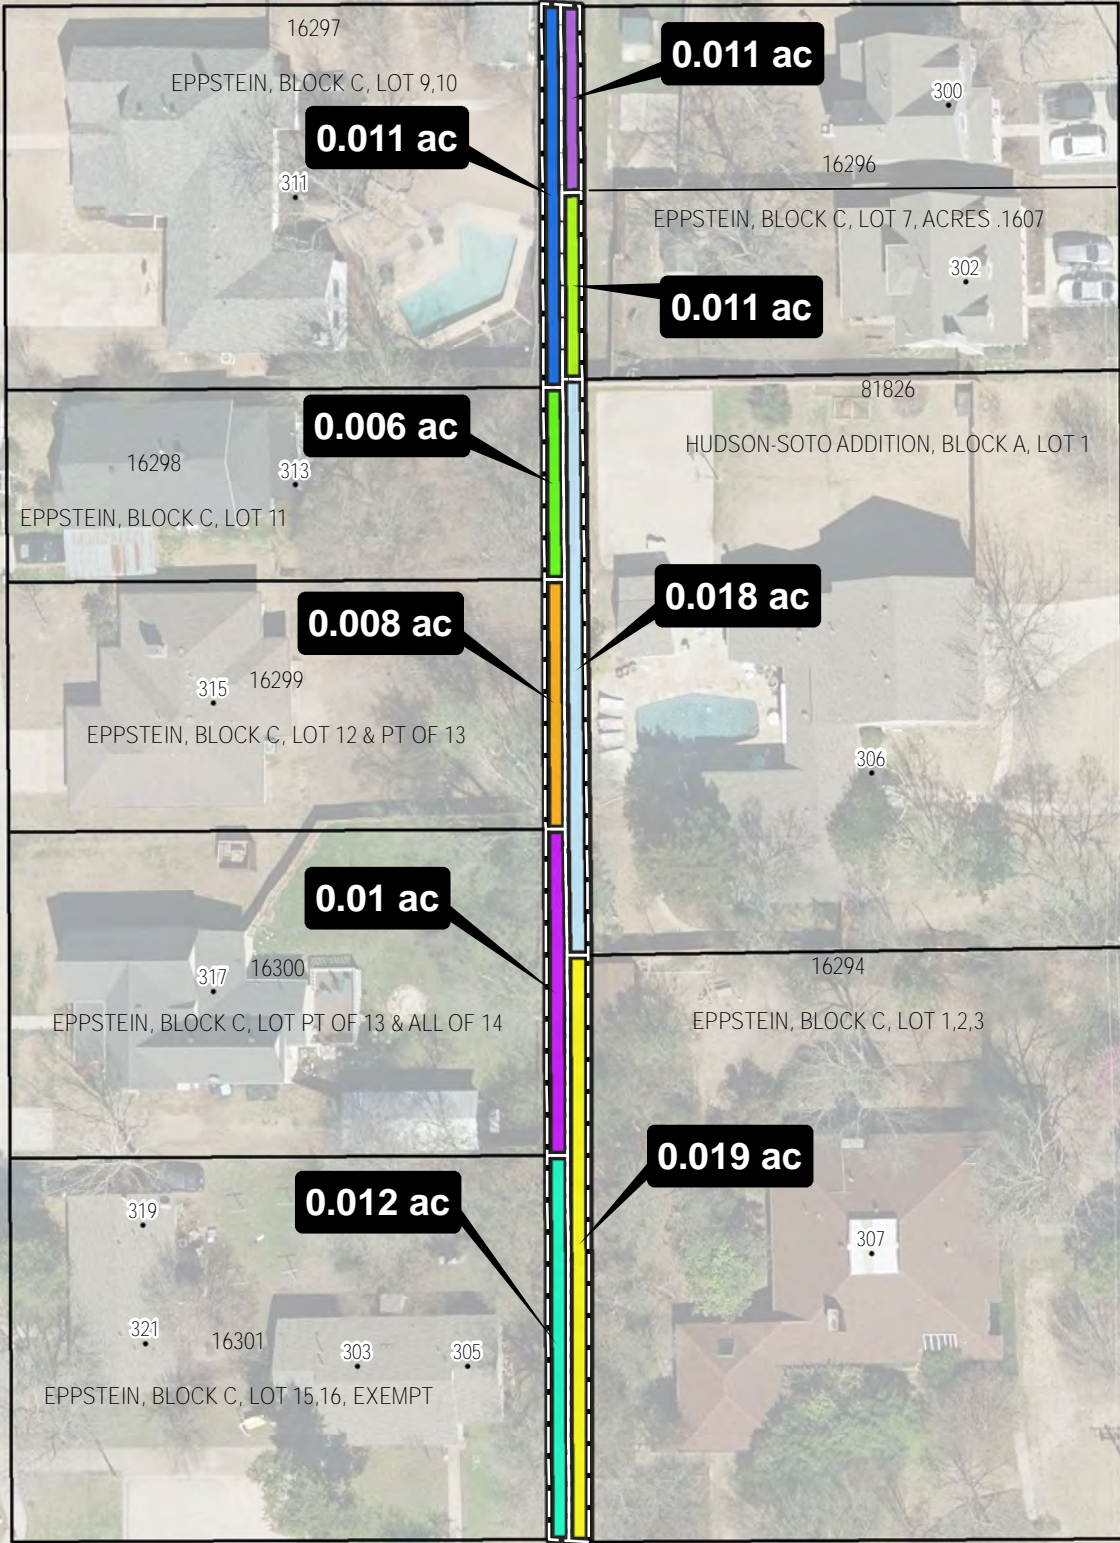 16297
EPPSTEIN, BLOCK C, LOT 9,10
0.011 ac
311
0.011 ac
300
16296
EPPSTEIN, BLOCK C, LOT 7, ACRES .1607
302
0.011 ac
0.006 ac
16298
313
EPPSTEIN, BLOCK C, LOT 11
81826
HUDSON-SOTO ADDITION, BLOCK A, LOT 1
0.018 ac
306
0.008 ac
16299
315
EPPSTEIN, BLOCK C, LOT 12 & PT OF 13
0.01 ac
16300
317
EPPSTEIN, BLOCK C, LOT PT OF 13 & ALL OF 14
16294
EPPSTEIN, BLOCK C, LOT 1,2,3
0.019 ac
307
0.012 ac
319
321
16301
303
305
EPPSTEIN, BLOCK C, LOT 15,16, EXEMPT